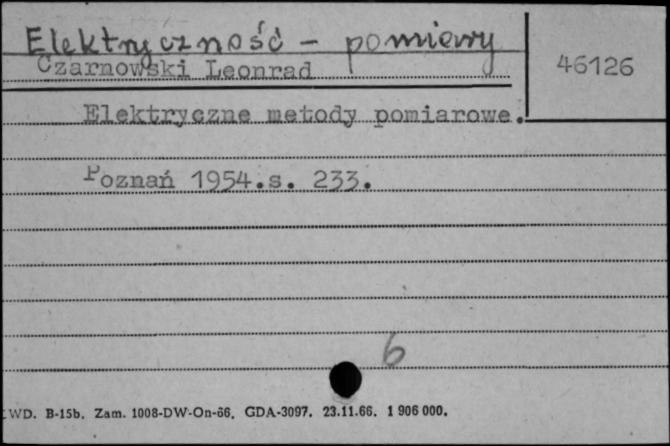 Elektryczność - pomiary
46126
Czarnowski Leonrad
Elektryczne metody pomiarowe.
Poznań 1954.s. 233.
6
WD. B-15b. Zam. 1008-DW-On-66. GDA-3097. 23.11.66. 1 906 000.